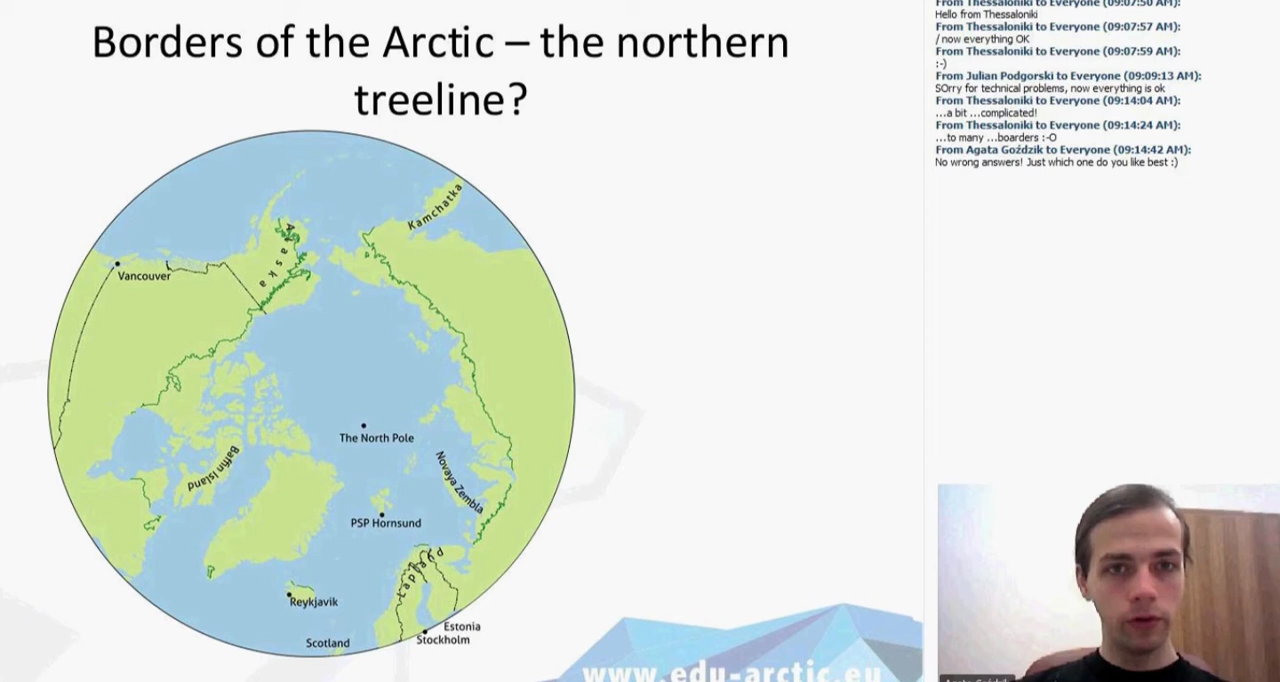 Borders of the Arctic – the northern
treeline?
Kamchatka
Alaska
Vancouver
The North Pole
Baffin Island
Novaya Zembla
PSP Hornsund
Lapland
Reykjavik
Estonia
Stockholm
Scotland
www.edu-arctic.eu
From Thessaloniki to Everyone (09:07:50 AM):
Hello from Thessaloniki
From Thessaloniki to Everyone (09:07:57 AM):
/ now everything OK
From Thessaloniki to Everyone (09:07:59 AM):
:-)
From Julian Podgorski to Everyone (09:09:13 AM):
SOrry for technical problems, now everything is ok
From Thessaloniki to Everyone (09:14:04 AM):
...a bit ...complicated!
From Thessaloniki to Everyone (09:14:24 AM):
...to many ...boarders :-O
From Agata Goździk to Everyone (09:14:42 AM):
No wrong answers! Just which one do you like best :)
Agata Goździk